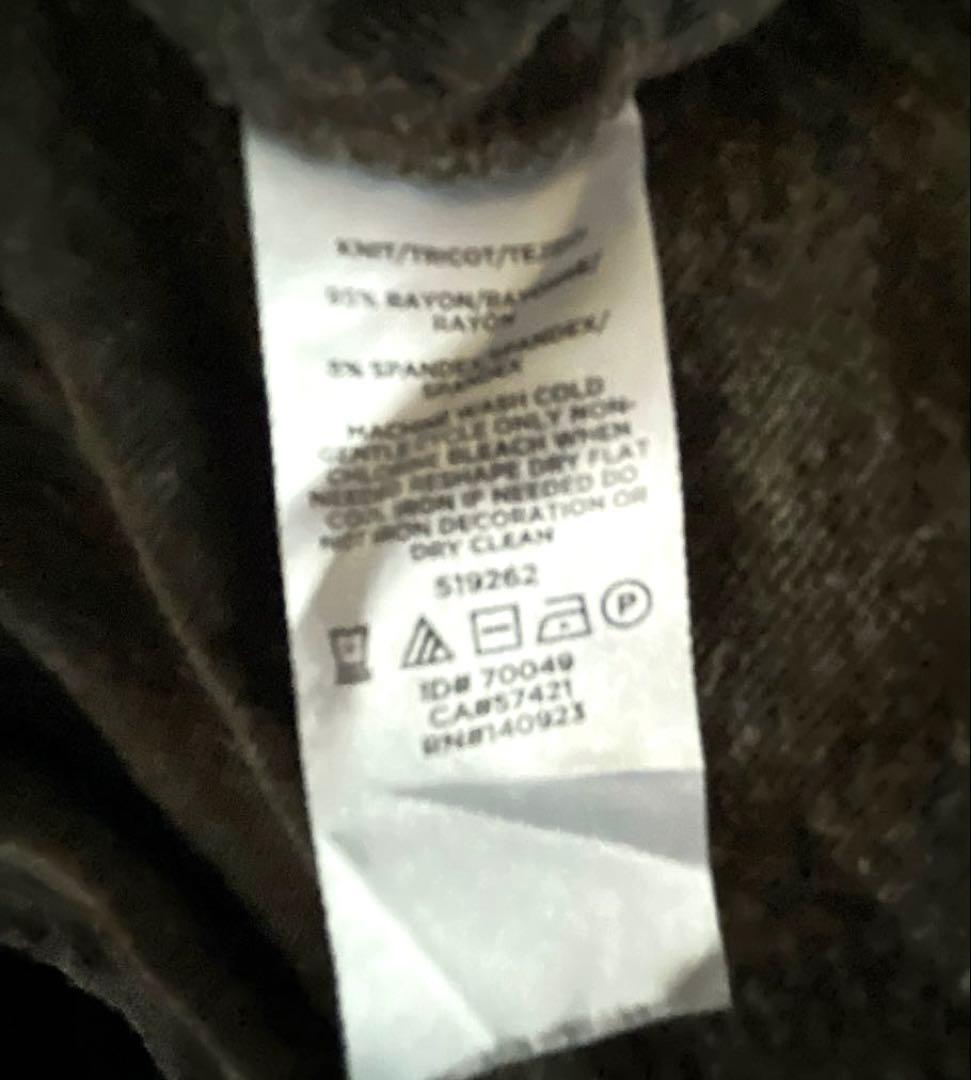 KNIT/TRICOT/TEJIDO
95% RAYON/RAYONNE/
RAYON
5% SPANDEX/SPANDEX/
SPANDEX
MACHINE WASH COLD
GENTLE CYCLE ONLY NON-
CHLORINE BLEACH WHEN
NEEDED RESHAPE DRY FLAT
COOL IRON IF NEEDED DO
NOT IRON DECORATION OR
DRY CLEAN
519262
P
ID# 70049
CA#57421
RN#140923